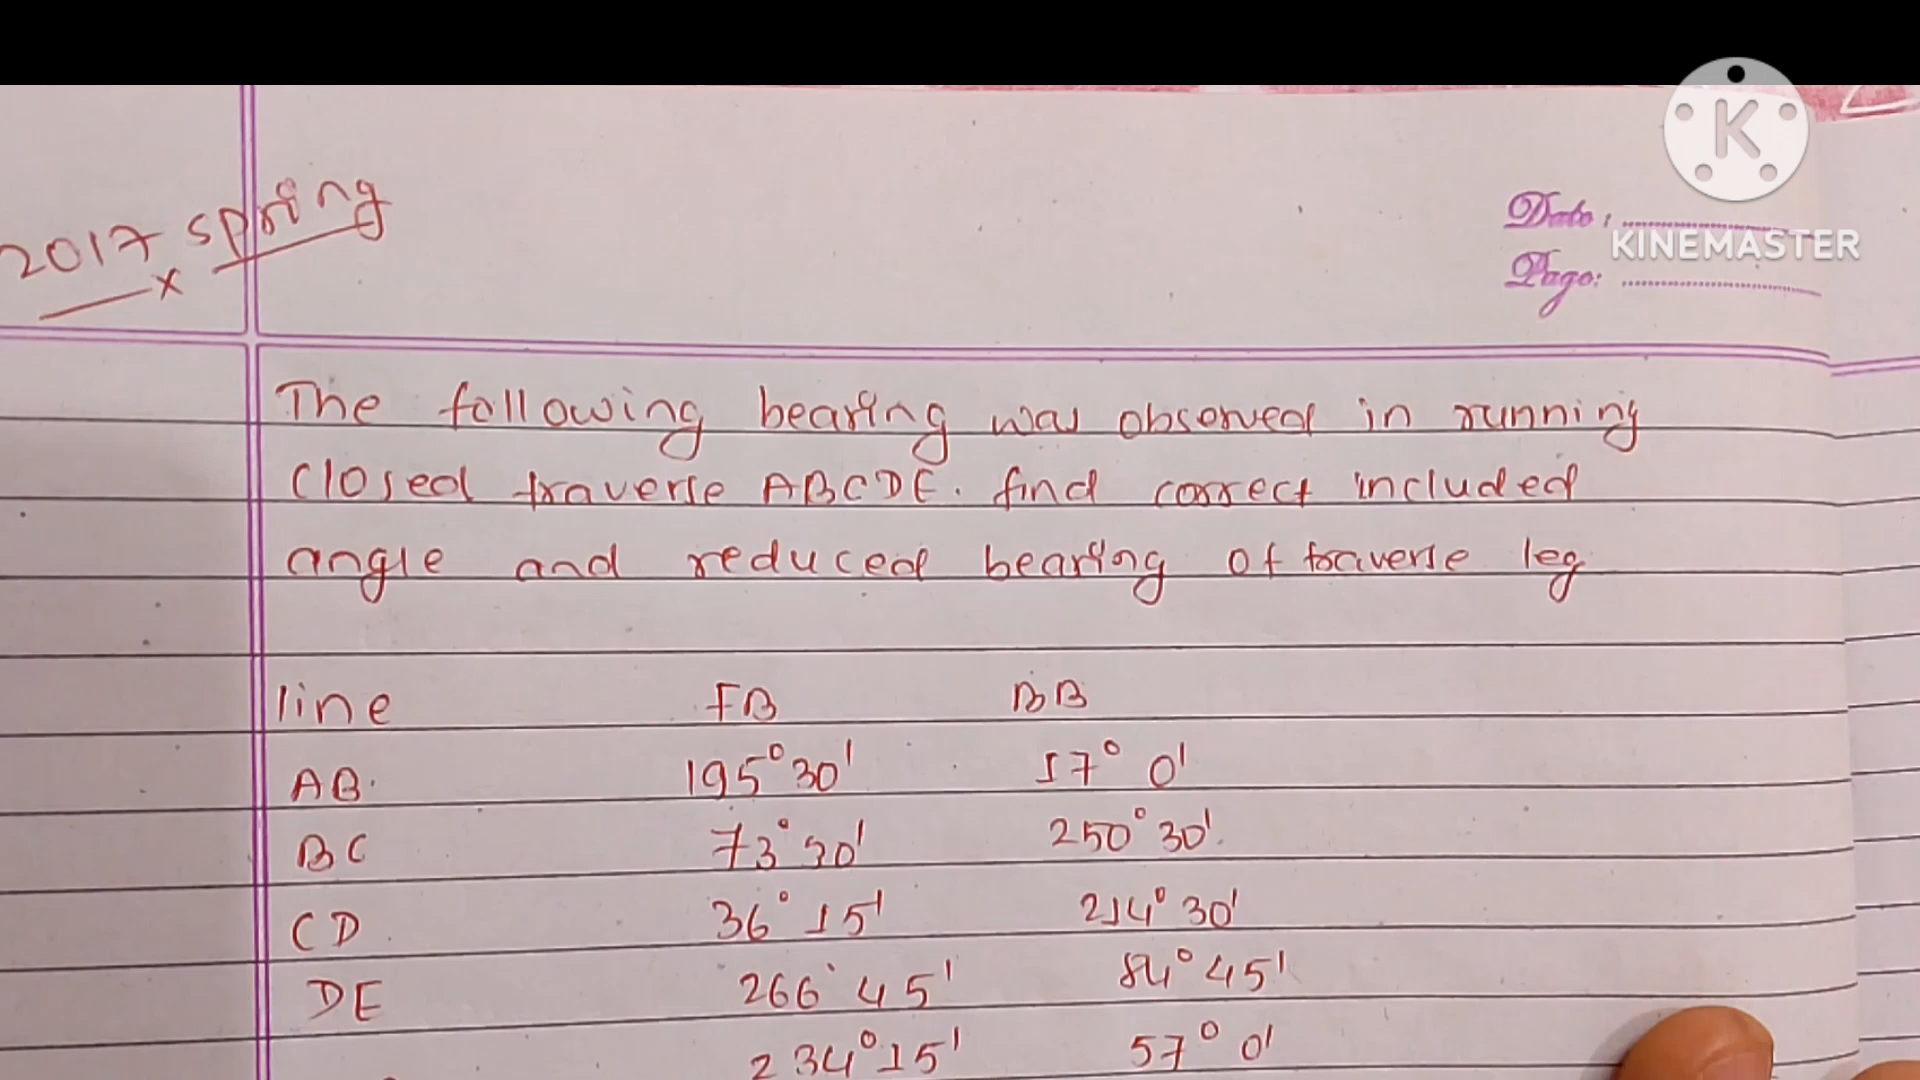 2017 spring
x
Date:
KINEMASTER
Page:
The following bearing was observed in running
closed traverse ABCDE. find correct included
angle and reduced bearing of traverse leg
line FB BB
AB. 195°30' 17° 0'
BC 73°30' 250°30'.
CD 36°15' 214°30'
DE 266°45' 84°45'
234°15' 57° 0'